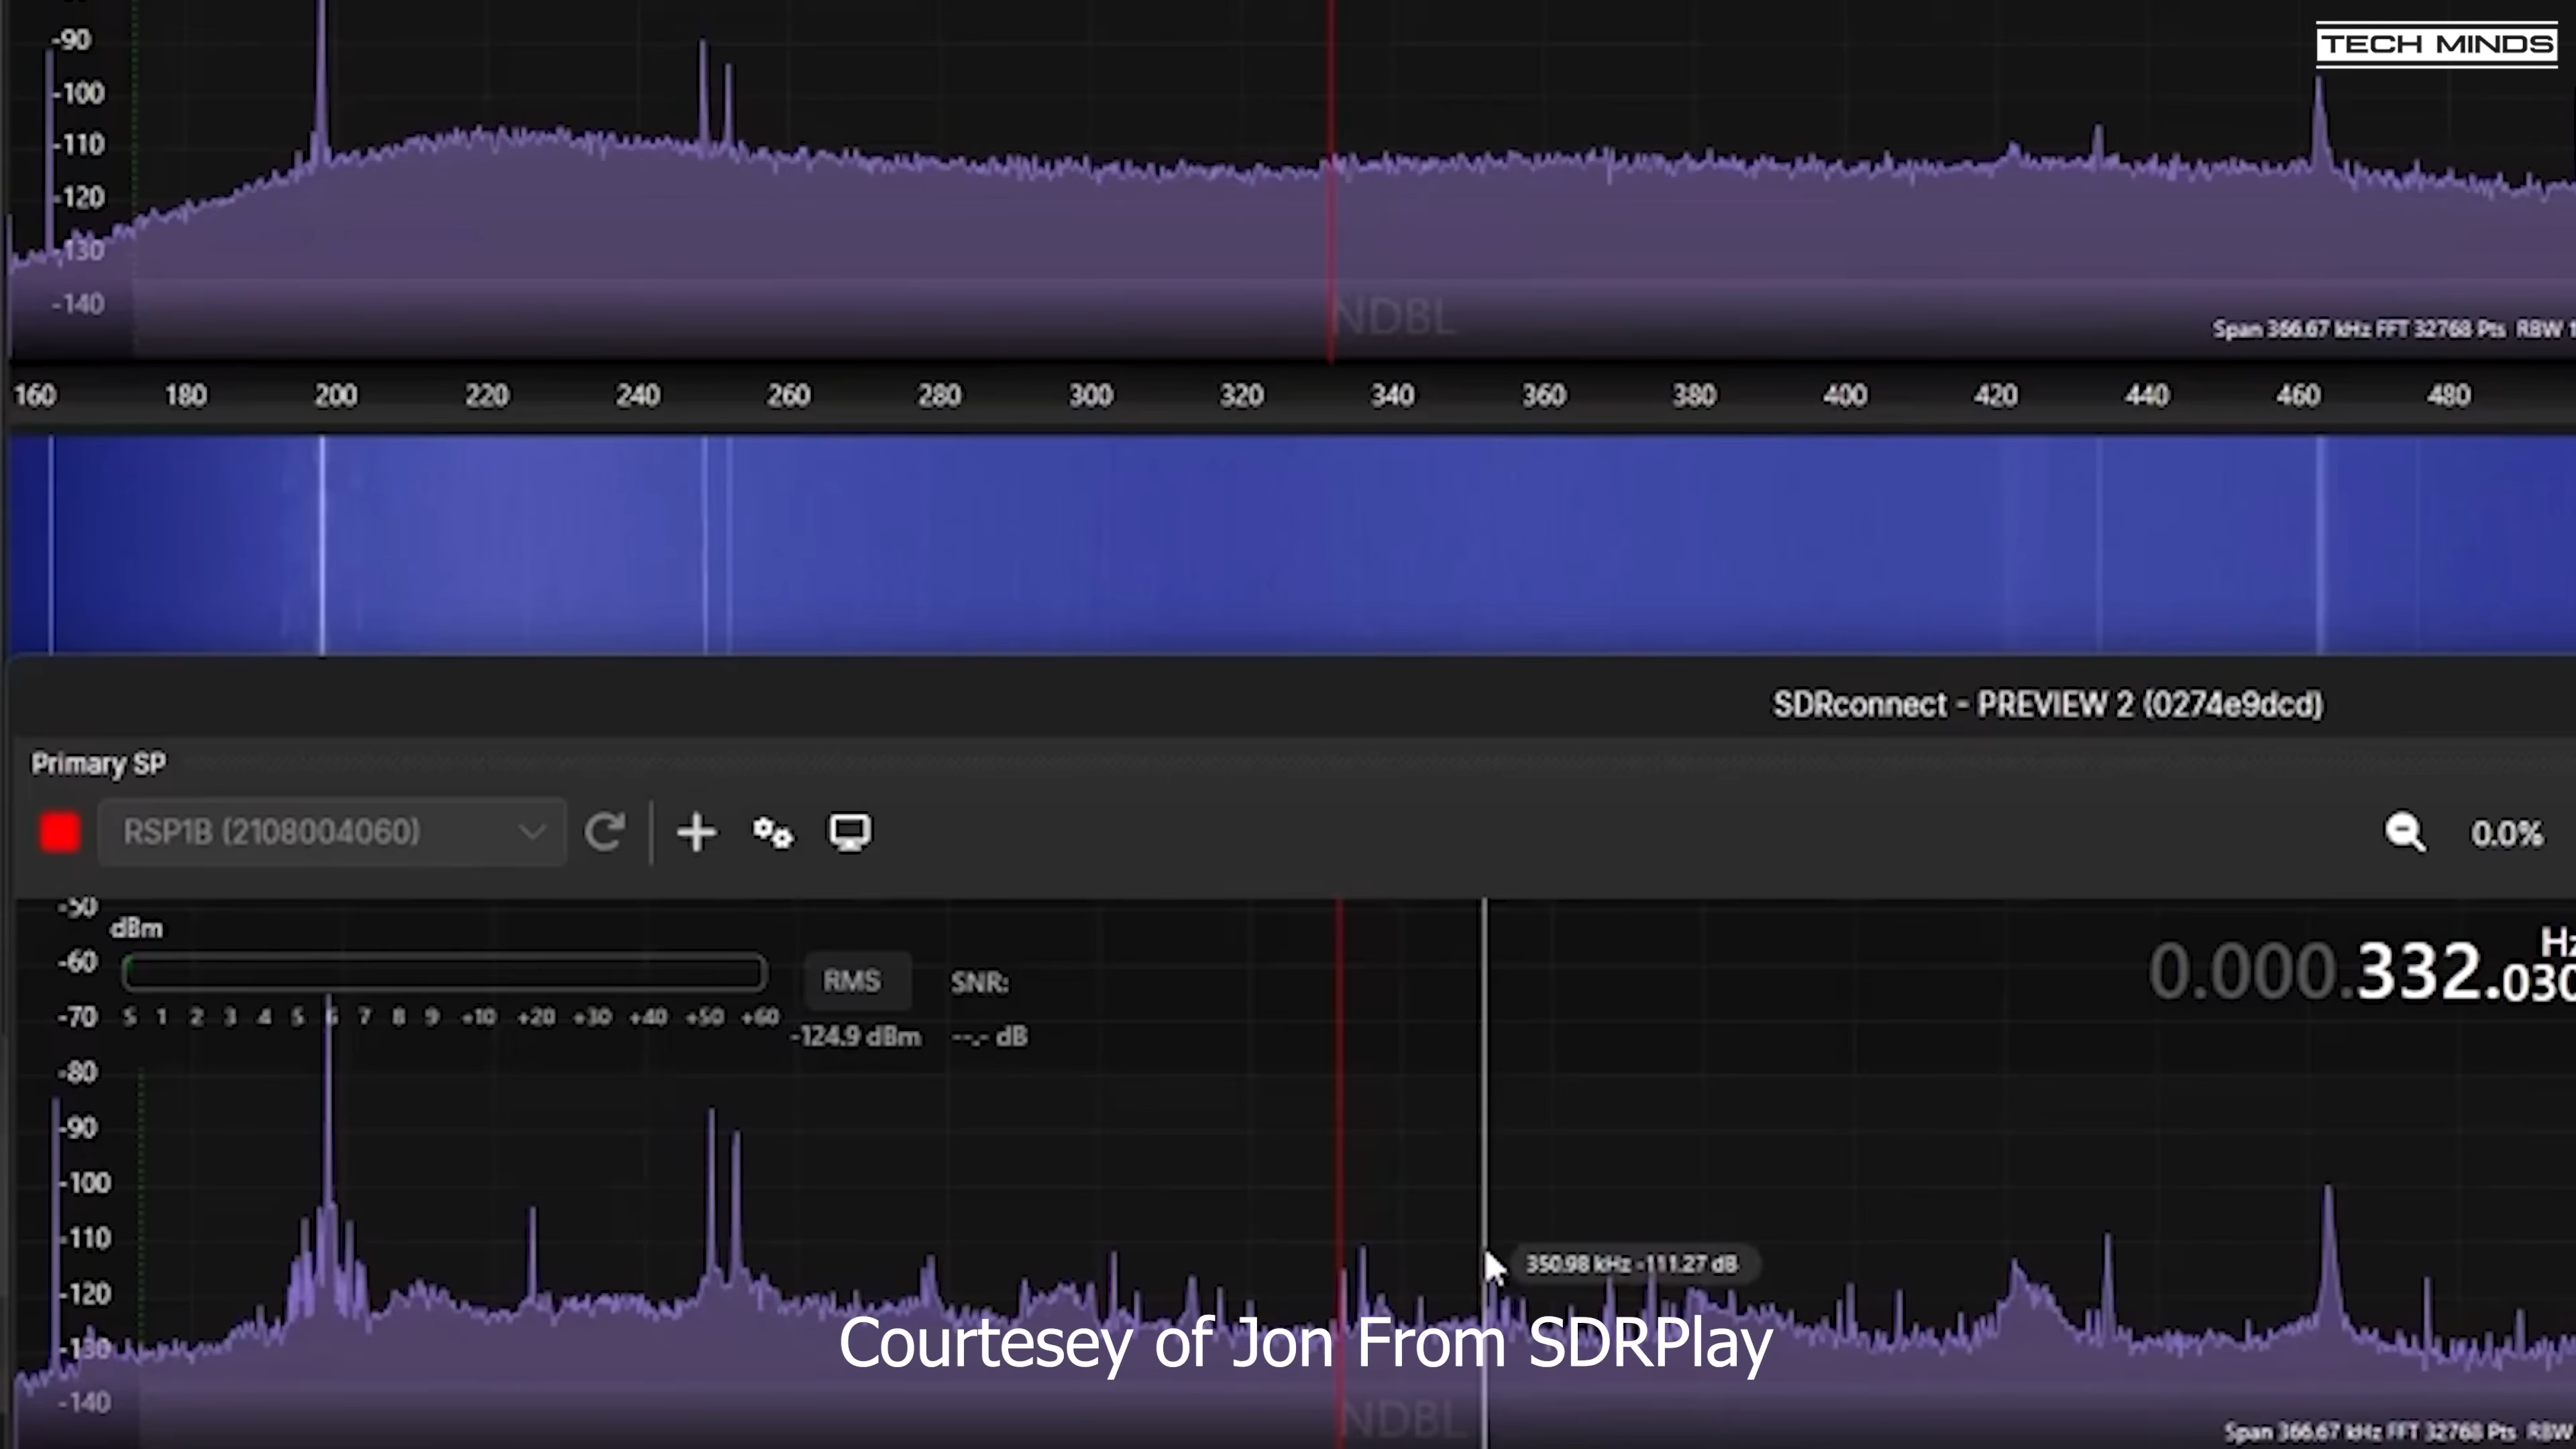 TECH MINDS
-90
-100
-110
-120
-130
-140
NDBL
Span 366.67 kHz FFT 32768 Pts RBW 1
160 180 200 220 240 260 280 300 320 340 360 380 400 420 440 460 480
SDRconnect - PREVIEW 2 (0274e9dcd)
Primary SP
RSP1B (2108004060)
0.0%
-50
dBm
Hz
-60
RMS SNR:
0.000.332.030
-70
S 1 2 3 4 5 6 7 8 9 +10 +20 +30 +40 +50 +60
-124.9 dBm --.- dB
-80
-90
-100
-110
350.98 kHz -111.27 dB
-120
Courtesey of Jon From SDRPlay
-130
-140
NDBL
Span 366.67 kHz FFT 32768 Pts RBW